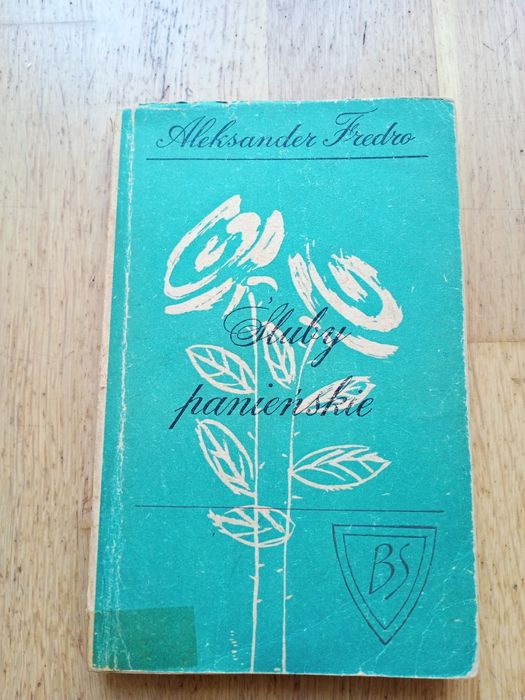 Aleksander Fredro
Śluby
panieńskie
BS